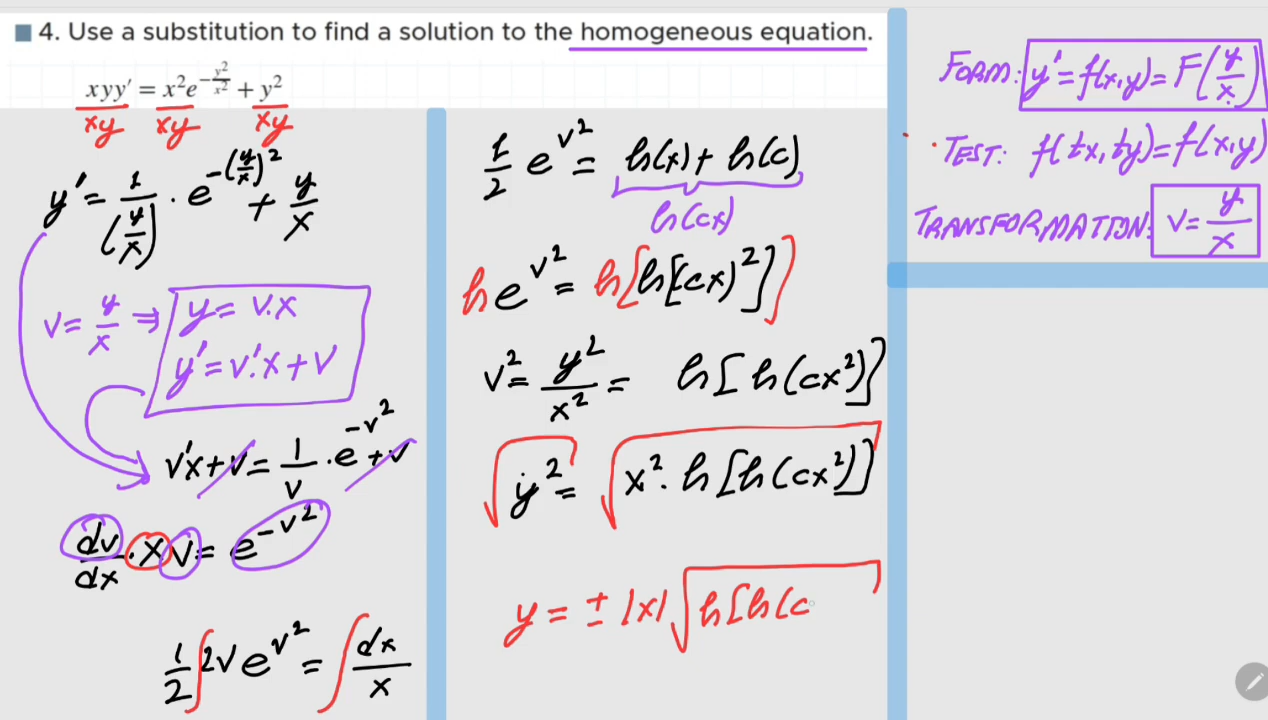 4. Use a substitution to find a solution to the homogeneous equation.
xyy' = x²e^(-y²/x²) + y²
xy xy xy
y' = 1/(y/x) · e^(-(y/x)²) + y/x
v = y/x ⇒ y = v.x
y' = v'.x + v
v'x + v = 1/v · e^(-v²) + v
dv/dx · x v = e^(-v²)
1/2 ∫ 2v e^(v²) = ∫ dx/x
1/2 e^(v²) = ln(x) + ln(c)
ln(cx)
ln e^(v²) = ln[ln[(cx)²]]
v² = y²/x² = ln[ln(cx²)]
√y² = √x² · ln[ln(cx²)]
y = ± |x| √ln[ln(c
FORM: y' = f(x,y) = F(y/x)
• TEST: f(tx,ty) = f(x,y)
TRANSFORMATION: v = y/x